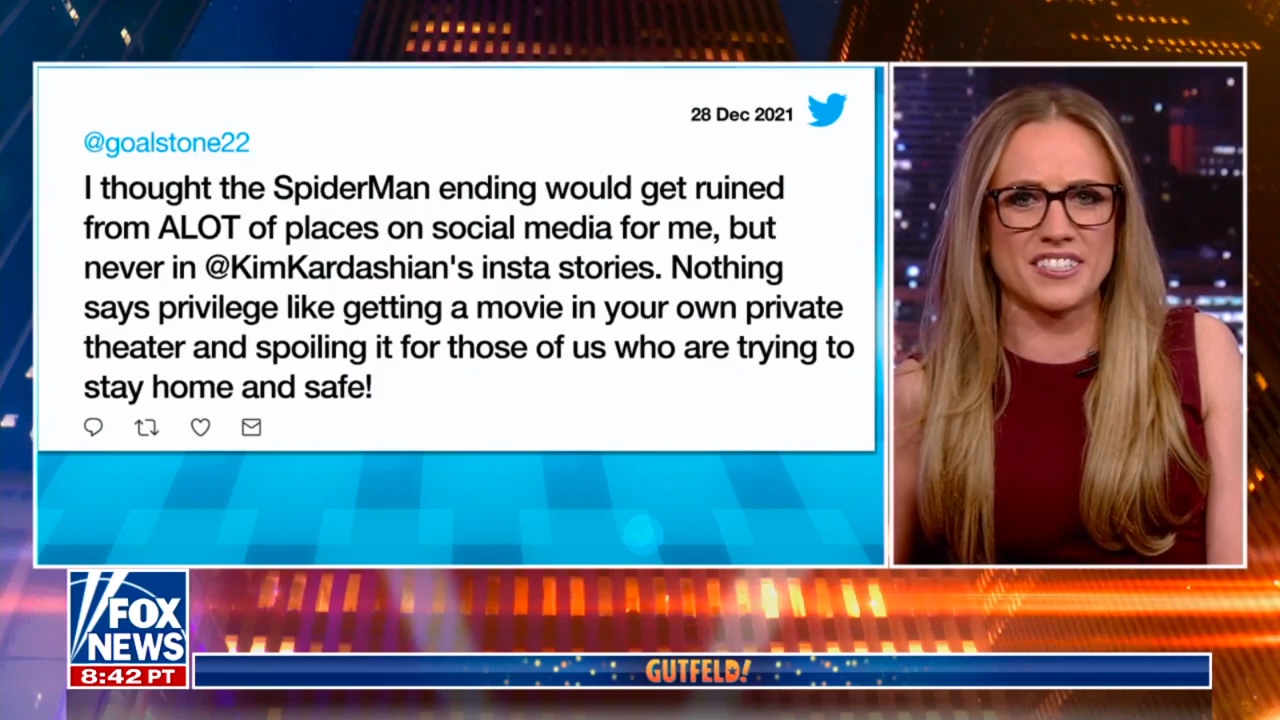 28 Dec 2021
@goalstone22
I thought the SpiderMan ending would get ruined
from ALOT of places on social media for me, but
never in @KimKardashian's insta stories. Nothing
says privilege like getting a movie in your own private
theater and spoiling it for those of us who are trying to
stay home and safe!
FOX
NEWS
8:42 PT
GUTFELD!